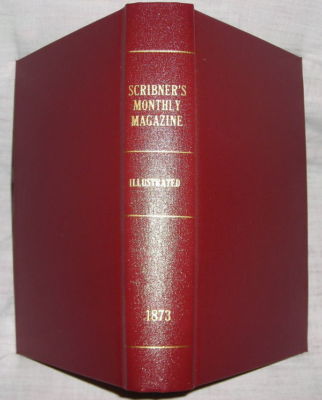 SCRIBNER'S
MONTHLY
MAGAZINE
ILLUSTRATED
1873